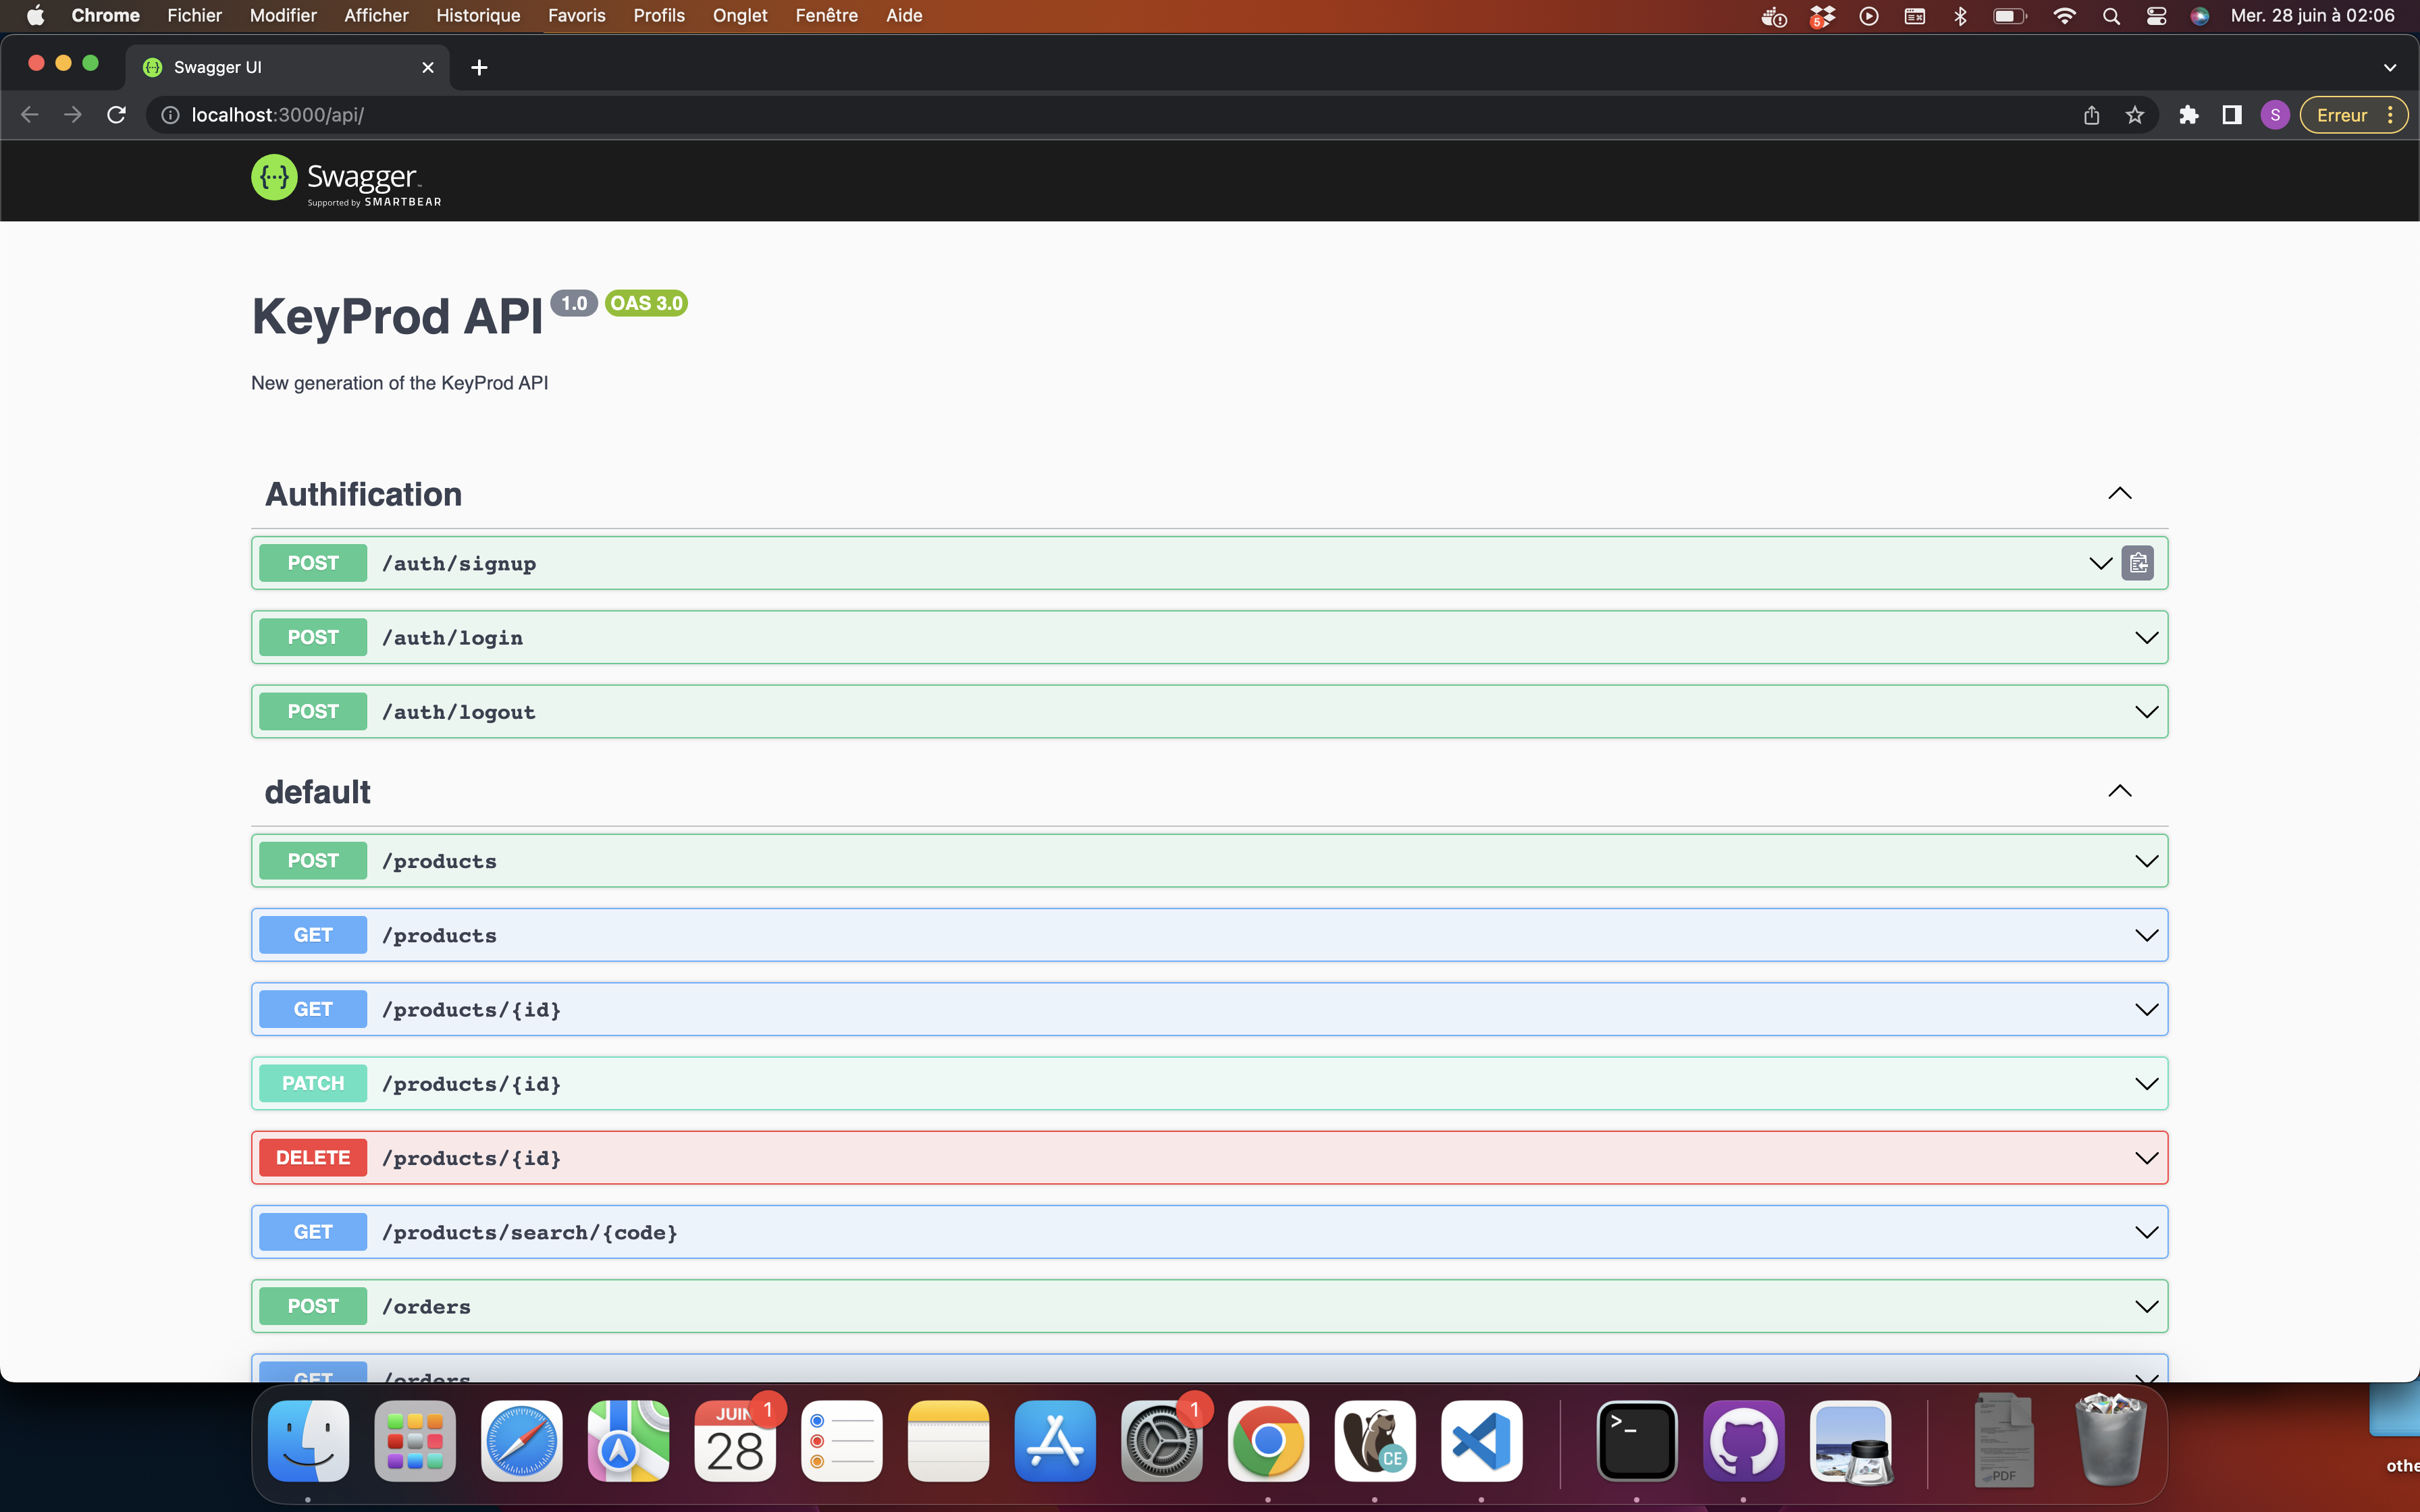 Chrome Fichier Modifier Afficher Historique Favoris Profils Onglet Fenêtre Aide 5 Mer. 28 juin à 02:06
Swagger UI
localhost:3000/api/ S Erreur
{···} Swagger
Supported by SMARTBEAR
KeyProd API 1.0 OAS 3.0
New generation of the KeyProd API
Authification
POST /auth/signup
POST /auth/login
POST /auth/logout
default
POST /products
GET /products
GET /products/{id}
PATCH /products/{id}
DELETE /products/{id}
GET /products/search/{code}
POST /orders
GET /orders
JUIN 1 1
28 CE >_ PDF
othe